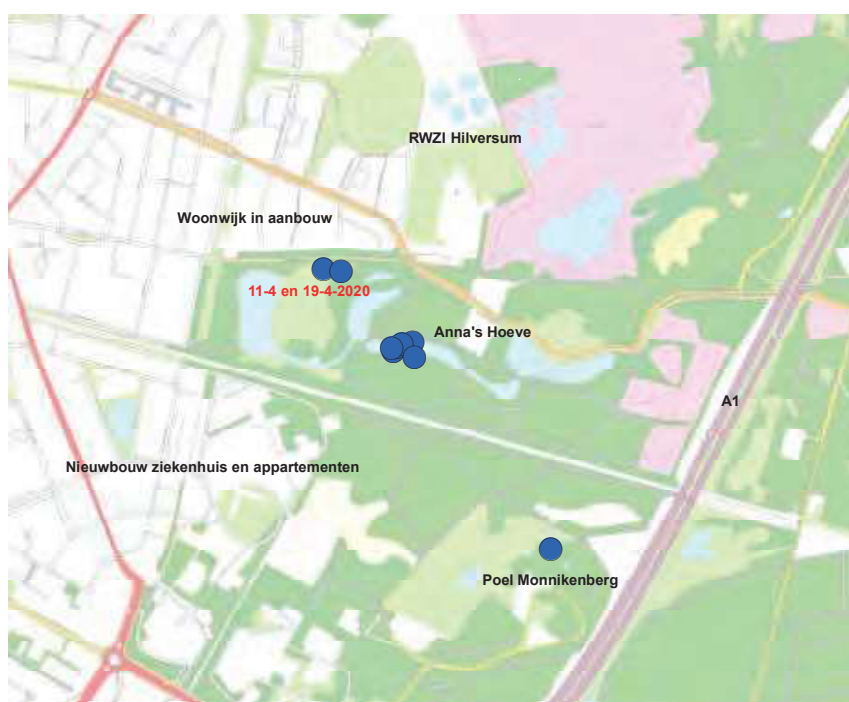 RWZI Hilversum
Woonwijk in aanbouw
11-4 en 19-4-2020
Anna's Hoeve
A1
Nieuwbouw ziekenhuis en appartementen
Poel Monnikenberg